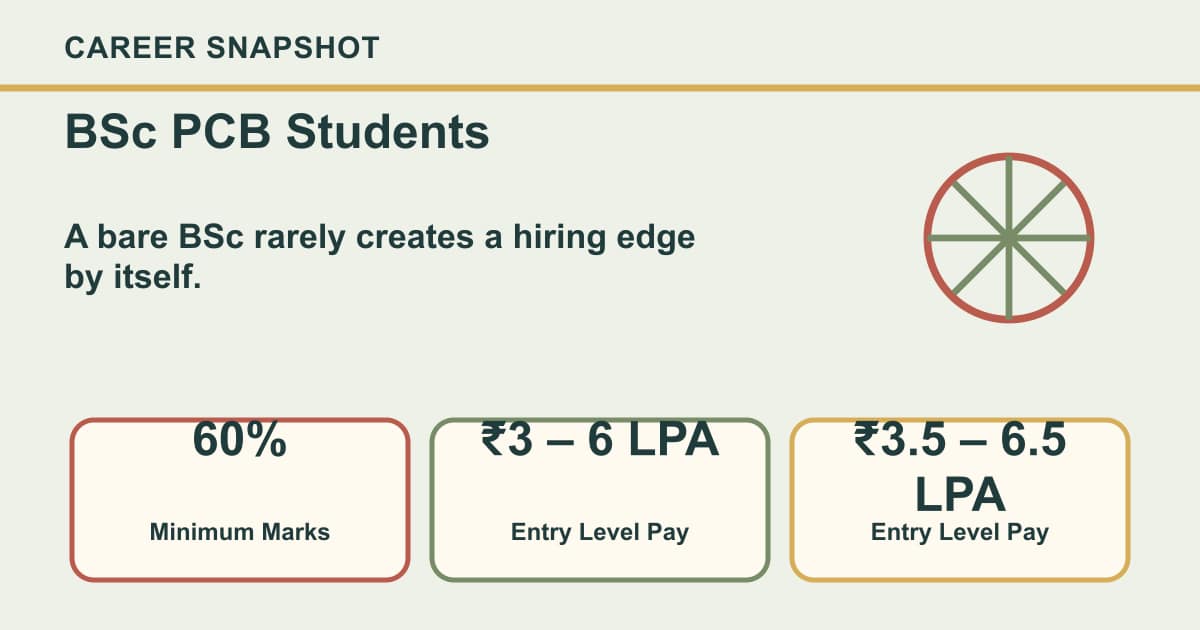 CAREER SNAPSHOT
BSc PCB Students
A bare BSc rarely creates a hiring edge
by itself.
60%
Minimum Marks
₹3 – 6 LPA
Entry Level Pay
₹3.5 – 6.5
LPA
Entry Level Pay